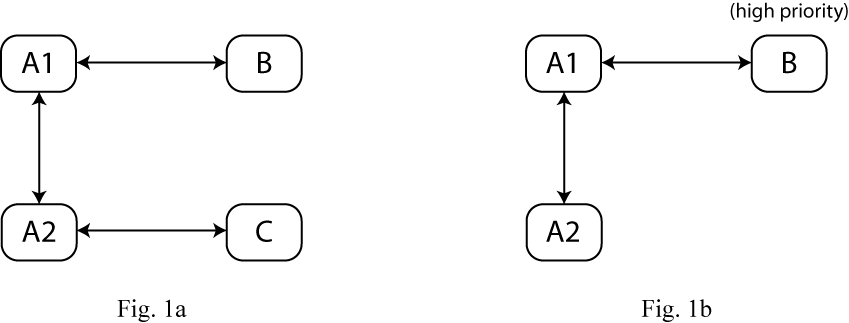 (high priority)
A1 B A1 B
A2 C A2
Fig. 1a Fig. 1b